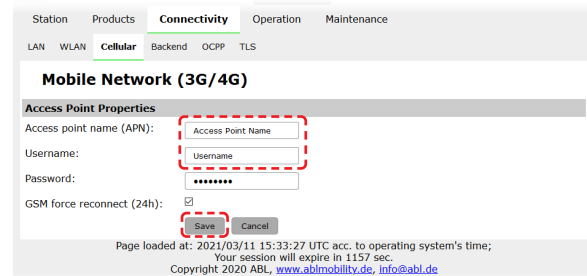 Station Products Connectivity Operation Maintenance
LAN WLAN Cellular Backend OCPP TLS
Mobile Network (3G/4G)
Access Point Properties
Access point name (APN): Access Point Name
Username: Username
Password: ••••••••
GSM force reconnect (24h):
Save Cancel
Page loaded at: 2021/03/11 15:33:27 UTC acc. to operating system's time;
Your session will expire in 1157 sec.
Copyright 2020 ABL, www.ablmobility.de, info@abl.de